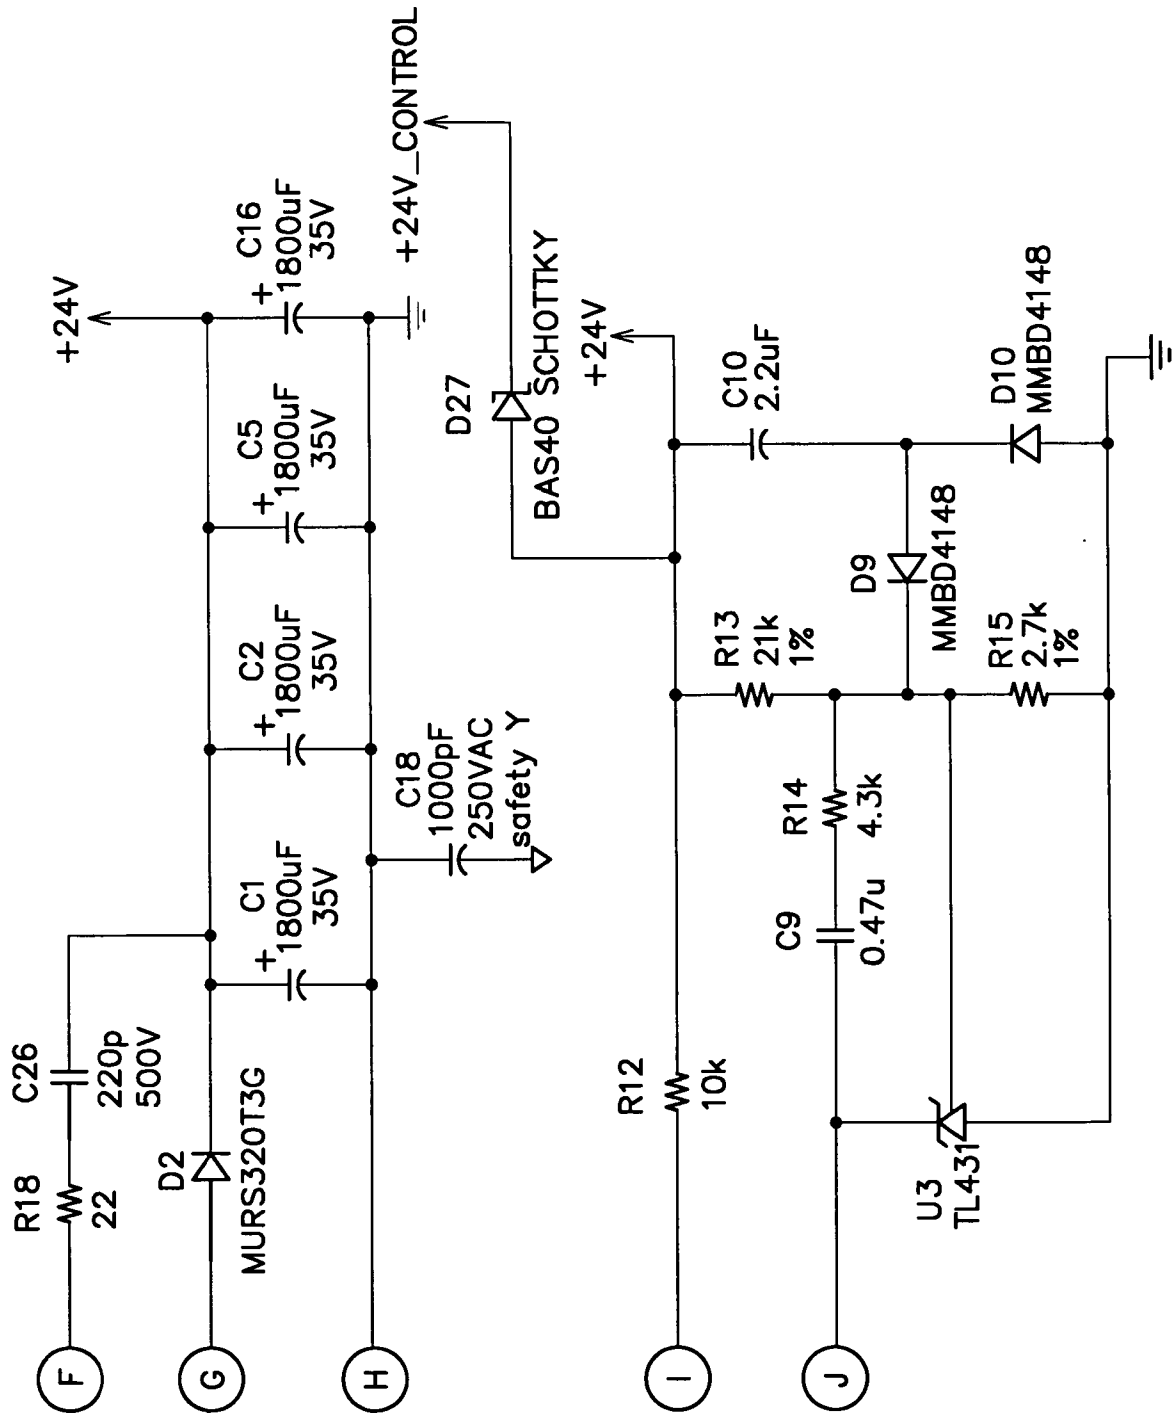 F
R18
22
C26
220p
500V
G
D2
MURS320T3G
+24V
+
C1
1800uF
35V
+
C2
1800uF
35V
+
C5
1800uF
35V
+
C16
1800uF
35V
H
C18
1000pF
250VAC
safety Y
+24V_CONTROL
D27
BAS40 SCHOTTKY
+24V
I
R12
10k
R13
21k
1%
C10
2.2uF
J
C9
0.47u
R14
4.3k
D9
MMBD4148
U3
TL431
R15
2.7k
1%
D10
MMBD4148